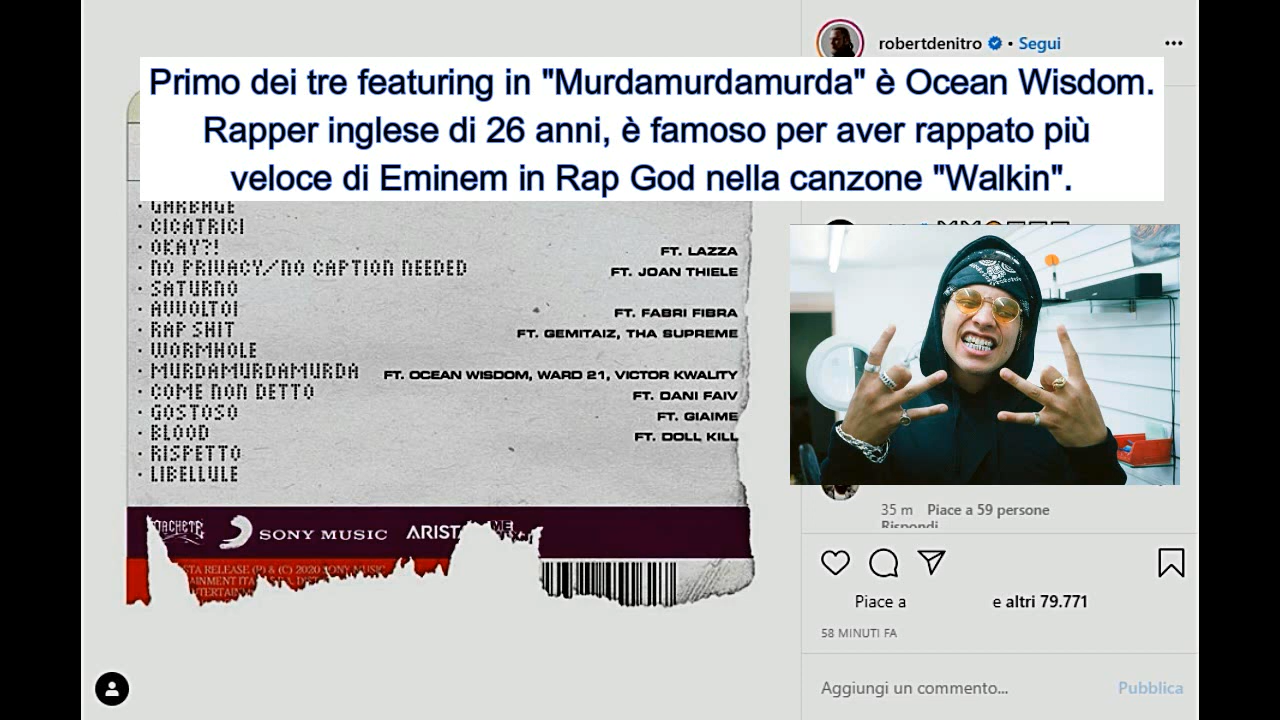 robertdenitro • Segui
Primo dei tre featuring in "Murdamurdamurda" è Ocean Wisdom.
Rapper inglese di 26 anni, è famoso per aver rappato più
veloce di Eminem in Rap God nella canzone "Walkin".
· GARBAGE
· CICATRICI
· OKAY?! FT. LAZZA
· NO PRIVACY/NO CAPTION NEEDED FT. JOAN THIELE
· SATURNO
· AVVOLTOI FT. FABRI FIBRA
· RAP SHIT FT. GEMITAIZ, THA SUPREME
· WORMHOLE
· MURDAMURDAMURDA FT. OCEAN WISDOM, WARD 21, VICTOR KWALITY
· COME NON DETTO FT. DANI FAIV
· GOSTOSO FT. GIAIME
· BLOOD FT. DOLL KILL
· RISPETTO
· LIBELLULE
MACHETE SONY MUSIC ARISTA
35 m Piace a 59 persone
Rispondi
Piace a e altri 79.771
58 MINUTI FA
Aggiungi un commento... Pubblica